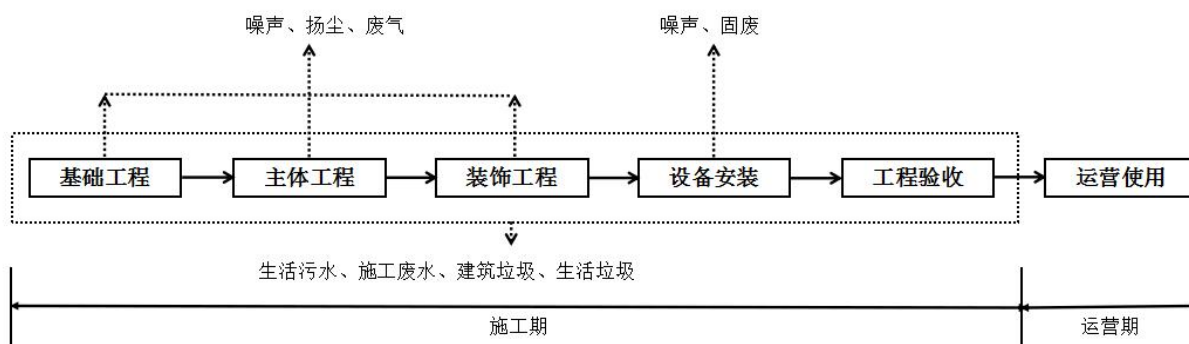 噪声、扬尘、废气
噪声、固废
基础工程
主体工程
装饰工程
设备安装
工程验收
运营使用
生活污水、施工废水、建筑垃圾、生活垃圾
施工期
运营期